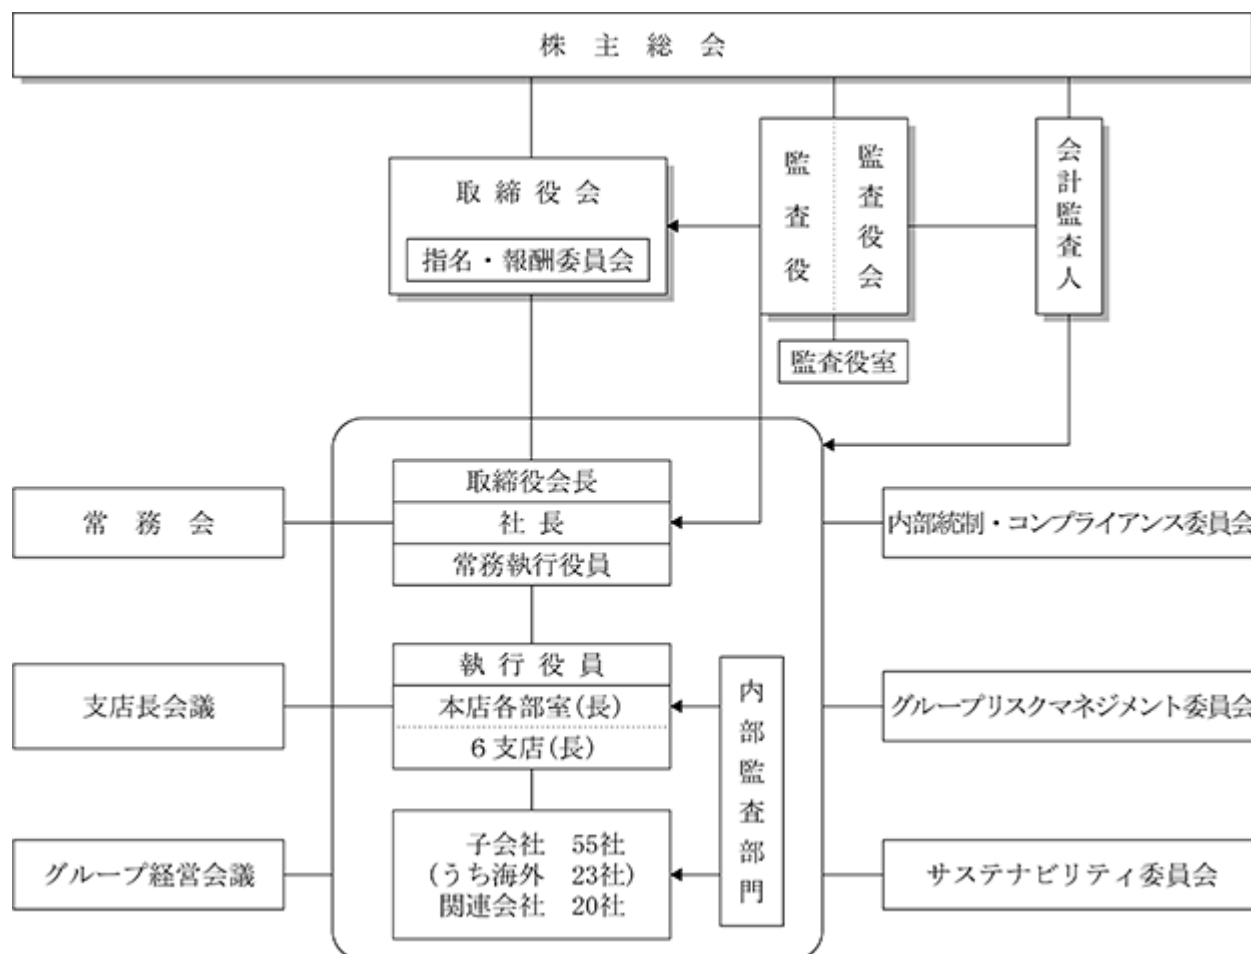 株主総会
取締役会
指名・報酬委員会
監査役
監査役会
会計監査人
監査役室
取締役会長
社長
常務執行役員
常務会
内部統制・コンプライアンス委員会
執行役員
本店各部室(長)
6支店(長)
支店長会議
内部監査部門
グループリスクマネジメント委員会
子会社 55社
(うち海外 23社)
関連会社 20社
グループ経営会議
サステナビリティ委員会